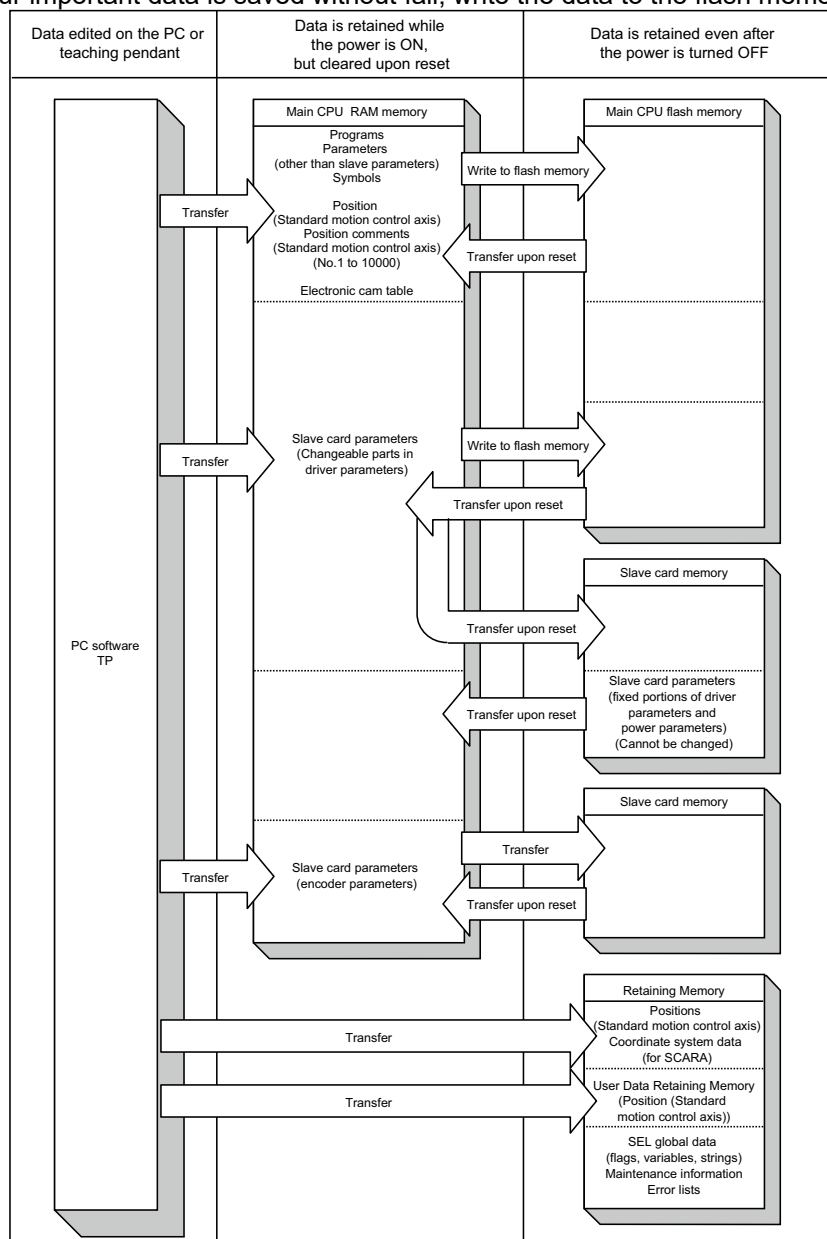 ur important data is saved without fail, write the data to the flash memo
Data edited on the PC or
teaching pendant
Data is retained while
the power is ON,
but cleared upon reset
Data is retained even after
the power is turned OFF
Main CPU RAM memory
Programs
Parameters
(other than slave parameters)
Symbols
Position
(Standard motion control axis)
Position comments
(Standard motion control axis)
(No.1 to 10000)
Electronic cam table
Main CPU flash memory
Transfer
Write to flash memory
Transfer upon reset
Transfer
Slave card parameters
(Changeable parts in
driver parameters)
Write to flash memory
Transfer upon reset
Slave card memory
Transfer upon reset
PC software
TP
Transfer upon reset
Slave card parameters
(fixed portions of driver
parameters and
power parameters)
(Cannot be changed)
Slave card memory
Transfer
Slave card parameters
(encoder parameters)
Transfer
Transfer upon reset
Retaining Memory
Positions
(Standard motion control axis)
Coordinate system data
(for SCARA)
Transfer
User Data Retaining Memory
(Position (Standard
motion control axis))
Transfer
SEL global data
(flags, variables, strings)
Maintenance information
Error lists